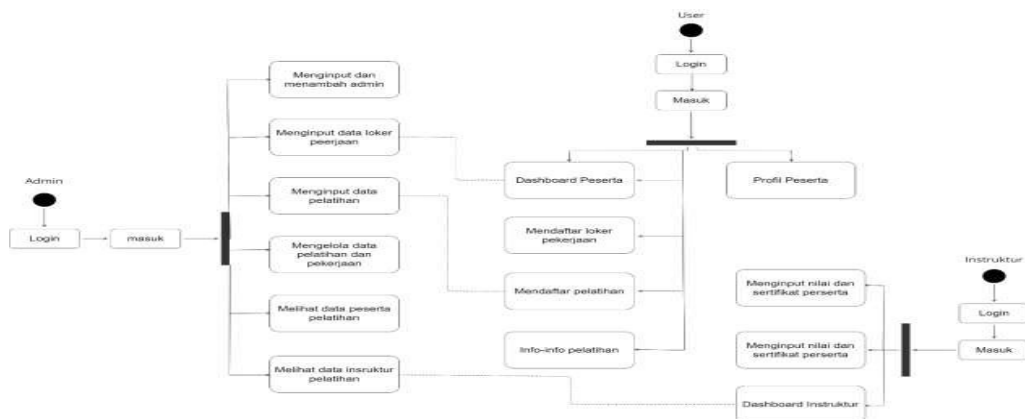 User
Login
Masuk
Menginput dan
menambah admin
Menginput data loker
peerjaan
Menginput data
pelatihan
Mengelola data
pelatihan dan
pekerjaan
Melihat data peserta
pelatihan
Melihat data insruktur
pelatihan
Admin
Login
masuk
Dashboard Peserta
Profil Peserta
Mendaftar loker
pekerjaan
Mendaftar pelatihan
Info-info pelatihan
Instruktur
Login
Masuk
Menginput nilai dan
sertifikat perserta
Menginput nilai dan
sertifikat perserta
Dashboard Instruktur